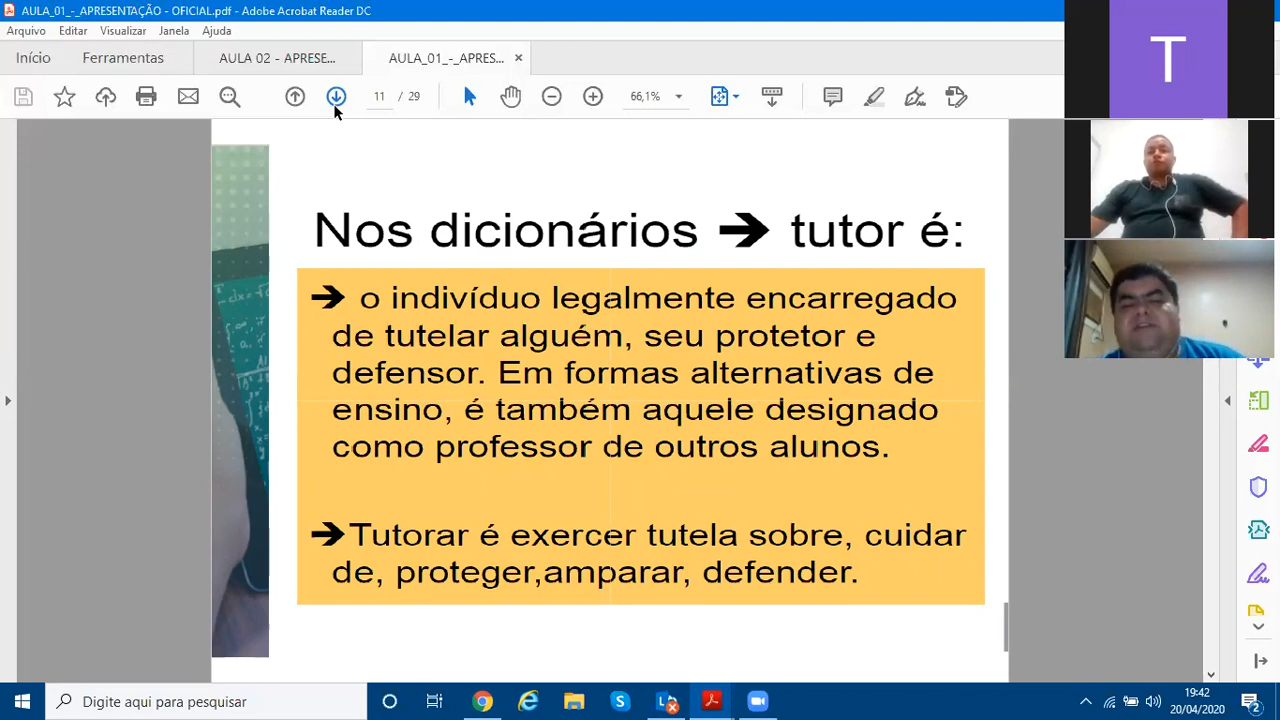 AULA_01_-_APRESENTAÇÃO - OFICIAL.pdf - Adobe Acrobat Reader DC
Arquivo Editar Visualizar Janela Ajuda
Início Ferramentas AULA 02 - APRESE... AULA_01_-_APRES... ×
11 / 29 66,1%
T
Nos dicionários ➔ tutor é:
➔ o indivíduo legalmente encarregado
de tutelar alguém, seu protetor e
defensor. Em formas alternativas de
ensino, é também aquele designado
como professor de outros alunos.
➔Tutorar é exercer tutela sobre, cuidar
de, proteger,amparar, defender.
Digite aqui para pesquisar
19:42
20/04/2020
2